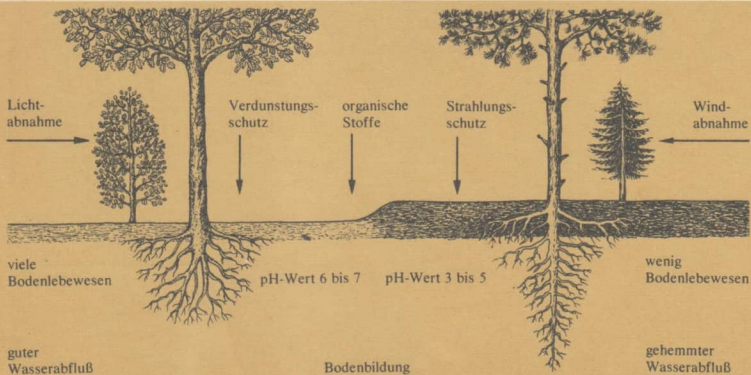 Licht-
abnahme
Verdunstungs-
schutz
organische
Stoffe
Strahlungs-
schutz
Wind-
abnahme
viele
Bodenlebewesen
pH-Wert 6 bis 7
pH-Wert 3 bis 5
wenig
Bodenlebewesen
guter
Wasserabfluß
Bodenbildung
gehemmter
Wasserabfluß